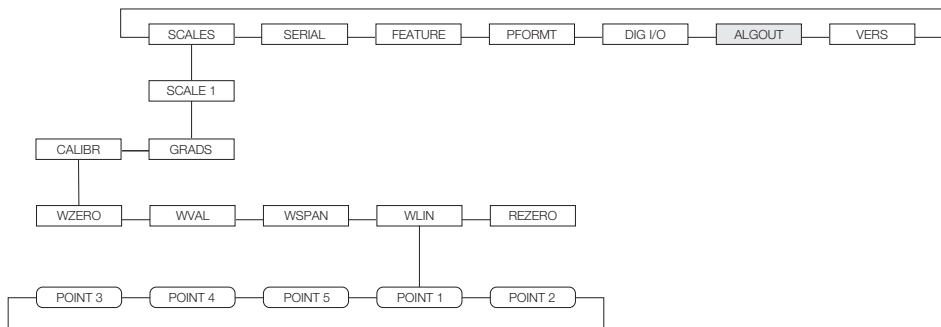 SCALES SERIAL FEATURE PFORMT DIG I/O ALGOUT VERS
SCALE 1
CALIBR GRADS
WZERO WVAL WSPAN WLIN REZERO
POINT 3 POINT 4 POINT 5 POINT 1 POINT 2